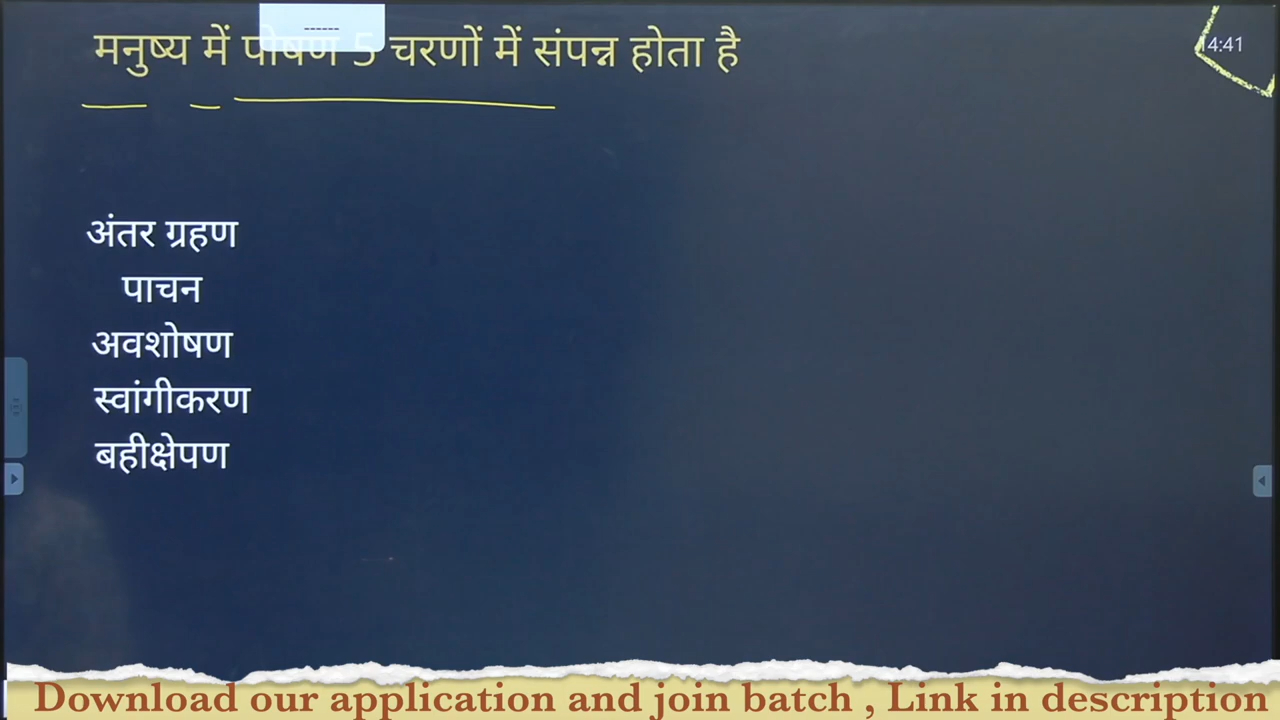 मनुष्य में पोषण 5 चरणों में संपन्न होता है
------
14:41
अंतर ग्रहण
पाचन
अवशोषण
स्वांगीकरण
बहीक्षेपण
Download our application and join batch , Link in description